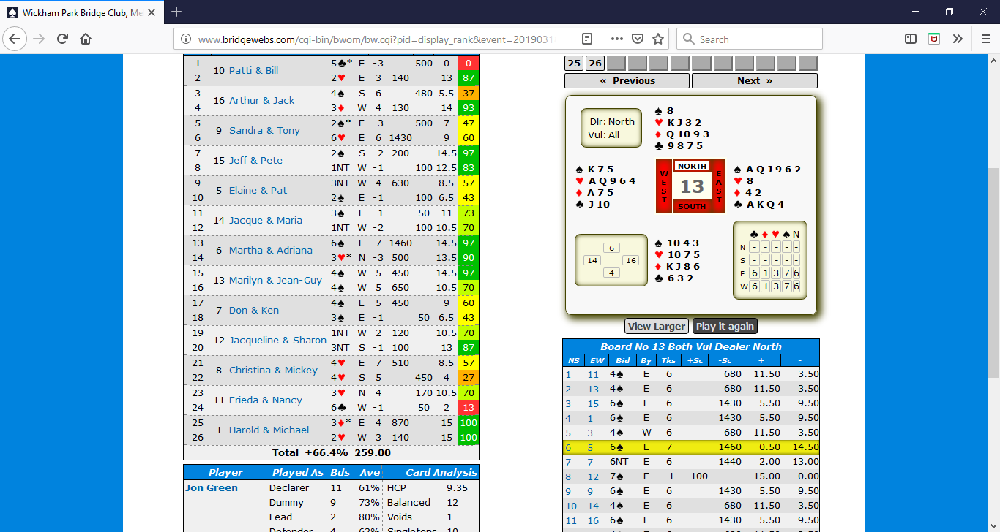 Wickham Park Bridge Club, Me
www.bridgewebs.com/cgi-bin/bwom/bw.cgi?pid=display_rank&event=201903
Search
1 10 Patti & Bill 5♣* E -3 500 0 0
2 2♥ E 3 140 13 87
3 16 Arthur & Jack 4♠ S 6 480 5.5 37
4 3♦ W 4 130 14 93
5 9 Sandra & Tony 2♠* E -3 500 7 47
6 6♥ E 6 1430 9 60
7 15 Jeff & Pete 2♠ S -2 200 14.5 97
8 1NT W -1 100 12.5 83
9 5 Elaine & Pat 3NT W 4 630 8.5 57
10 2♠ E -1 100 6.5 43
11 14 Jacque & Maria 3♠ E -1 50 11 73
12 1NT W -2 100 10.5 70
13 6 Martha & Adriana 6♠ E 7 1460 14.5 97
14 3♥* N -3 500 13.5 90
15 13 Marilyn & Jean-Guy 4♠ W 5 450 14.5 97
16 4♠ W 5 650 10.5 70
17 7 Don & Ken 4♠ E 5 450 9 60
18 3♠ E -1 50 6.5 43
19 12 Jacqueline & Sharon 1NT W 2 120 10.5 70
20 3NT S -1 100 13 87
21 8 Christina & Mickey 4♥ E 7 510 8.5 57
22 4♥ S 5 450 4 27
23 11 Frieda & Nancy 3♥ N 4 170 10.5 70
24 6♣ W -1 50 2 13
25 1 Harold & Michael 3♦* E 4 870 15 100
26 2♥ W 3 140 15 100
Total +66.4% 259.00
Player Played As Bds Ave Card Analysis
Jon Green Declarer 11 61% HCP 9.35
Dummy 9 73% Balanced 12
Lead 2 80% Voids 1
Defender 4 62% Singletons 10
25 26
« Previous Next »
Dlr: North
Vul: All
♠ 8
♥ K J 3 2
♦ Q 10 9 3
♣ 9 8 7 5
♠ K 7 5
♥ A Q 9 6 4
♦ A 7 5
♣ J 10
NORTH
WEST 13 EAST
SOUTH
♠ A Q J 9 6 2
♥ 8
♦ 4 2
♣ A K Q 4
6
14 16
4
♠ 10 4 3
♥ 10 7 5
♦ K J 8 6
♣ 6 3 2
♣ ♦ ♥ ♠ N
N - - - - -
S - - - - -
E 6 1 3 7 6
W 6 1 3 7 6
View Larger Play it again
Board No 13 Both Vul Dealer North
NS EW Bid By Tks +Sc -Sc + -
1 11 4♠ E 6 680 11.50 3.50
2 13 4♠ E 6 680 11.50 3.50
3 15 6♠ E 6 1430 5.50 9.50
4 1 6♠ E 6 1430 5.50 9.50
5 3 4♠ W 6 680 11.50 3.50
6 5 6♠ E 7 1460 0.50 14.50
7 7 6NT E 6 1440 2.00 13.00
8 12 7♠ E -1 100 15.00 0.00
9 9 6♠ E 6 1430 5.50 9.50
10 14 4♠ E 6 680 11.50 3.50
11 16 6♠ E 6 1430 5.50 9.50